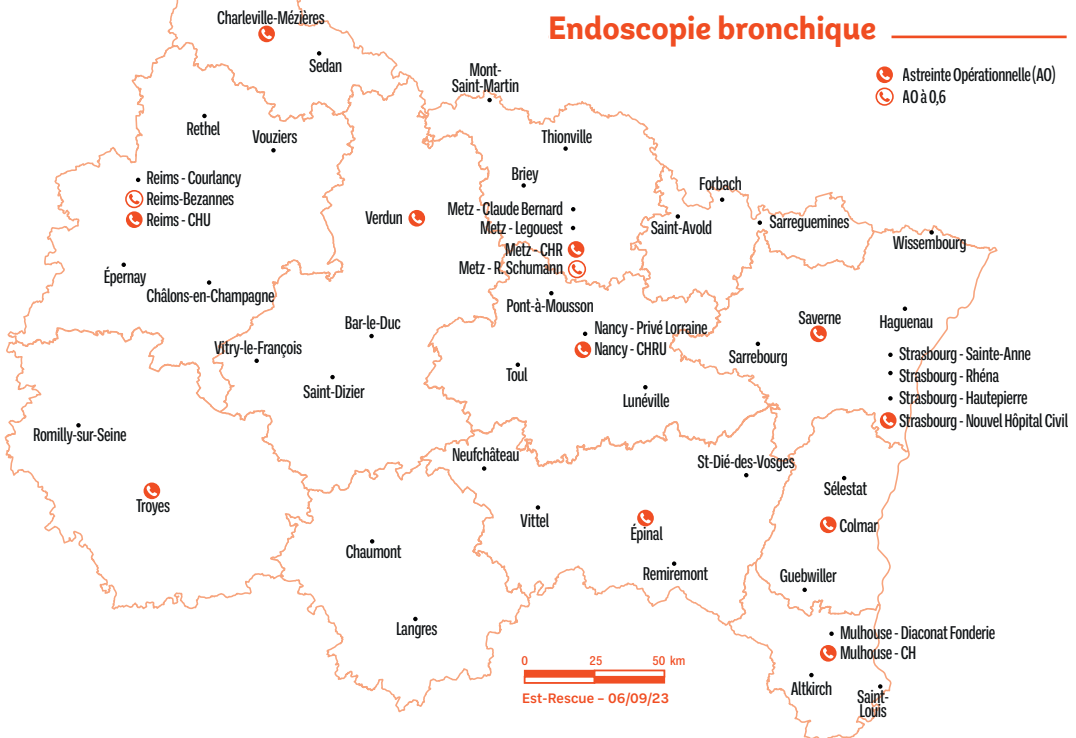 Endoscopie bronchique
Astreinte Opérationnelle (AO)
AO à 0,6
Charleville-Mézières
Sedan
Mont-
Saint-Martin
Rethel
Vouziers
Thionville
Briey
Forbach
Reims - Courlancy
Reims-Bezannes
Reims - CHU
Verdun
Metz - Claude Bernard
Metz - Legouest
Metz - CHR
Metz - R. Schumann
Saint-Avold
Sarreguemines
Wissembourg
Épernay
Châlons-en-Champagne
Pont-à-Mousson
Bar-le-Duc
Nancy - Privé Lorraine
Nancy - CHRU
Saverne
Haguenau
Vitry-le-François
Saint-Dizier
Toul
Lunéville
Sarrebourg
Strasbourg - Sainte-Anne
Strasbourg - Rhéna
Strasbourg - Hautepierre
Strasbourg - Nouvel Hôpital Civil
Romilly-sur-Seine
Neufchâteau
St-Dié-des-Vosges
Sélestat
Troyes
Vittel
Épinal
Colmar
Chaumont
Remiremont
Guebwiller
Langres
Mulhouse - Diaconat Fonderie
Mulhouse - CH
Altkirch
Saint-
Louis
0 25 50 km
Est-Rescue - 06/09/23